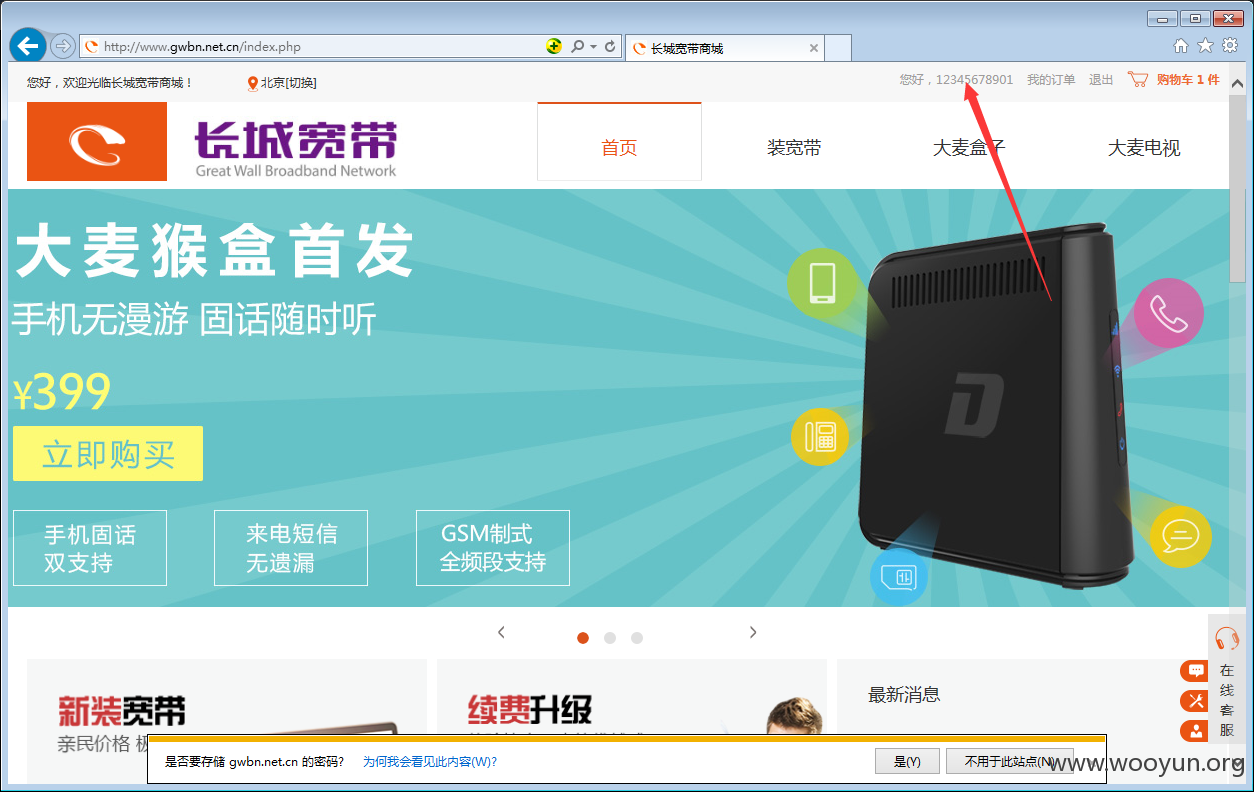 http://www.gwbn.net.cn/index.php
长城宽带商城
您好，欢迎光临长城宽带商城！
北京[切换]
您好，12345678901
我的订单
退出
购物车 1 件
长城宽带
Great Wall Broadband Network
首页
装宽带
大麦盒子
大麦电视
大麦猴盒首发
手机无漫游 固话随时听
¥399
立即购买
手机固话
双支持
来电短信
无遗漏
GSM制式
全频段支持
D
新装宽带
亲民价格
续费升级
最新消息
在
线
客
服
是否要存储 gwbn.net.cn 的密码?
为何我会看见此内容(W)?
是(Y)
不用于此站点(N)
www.wooyun.org